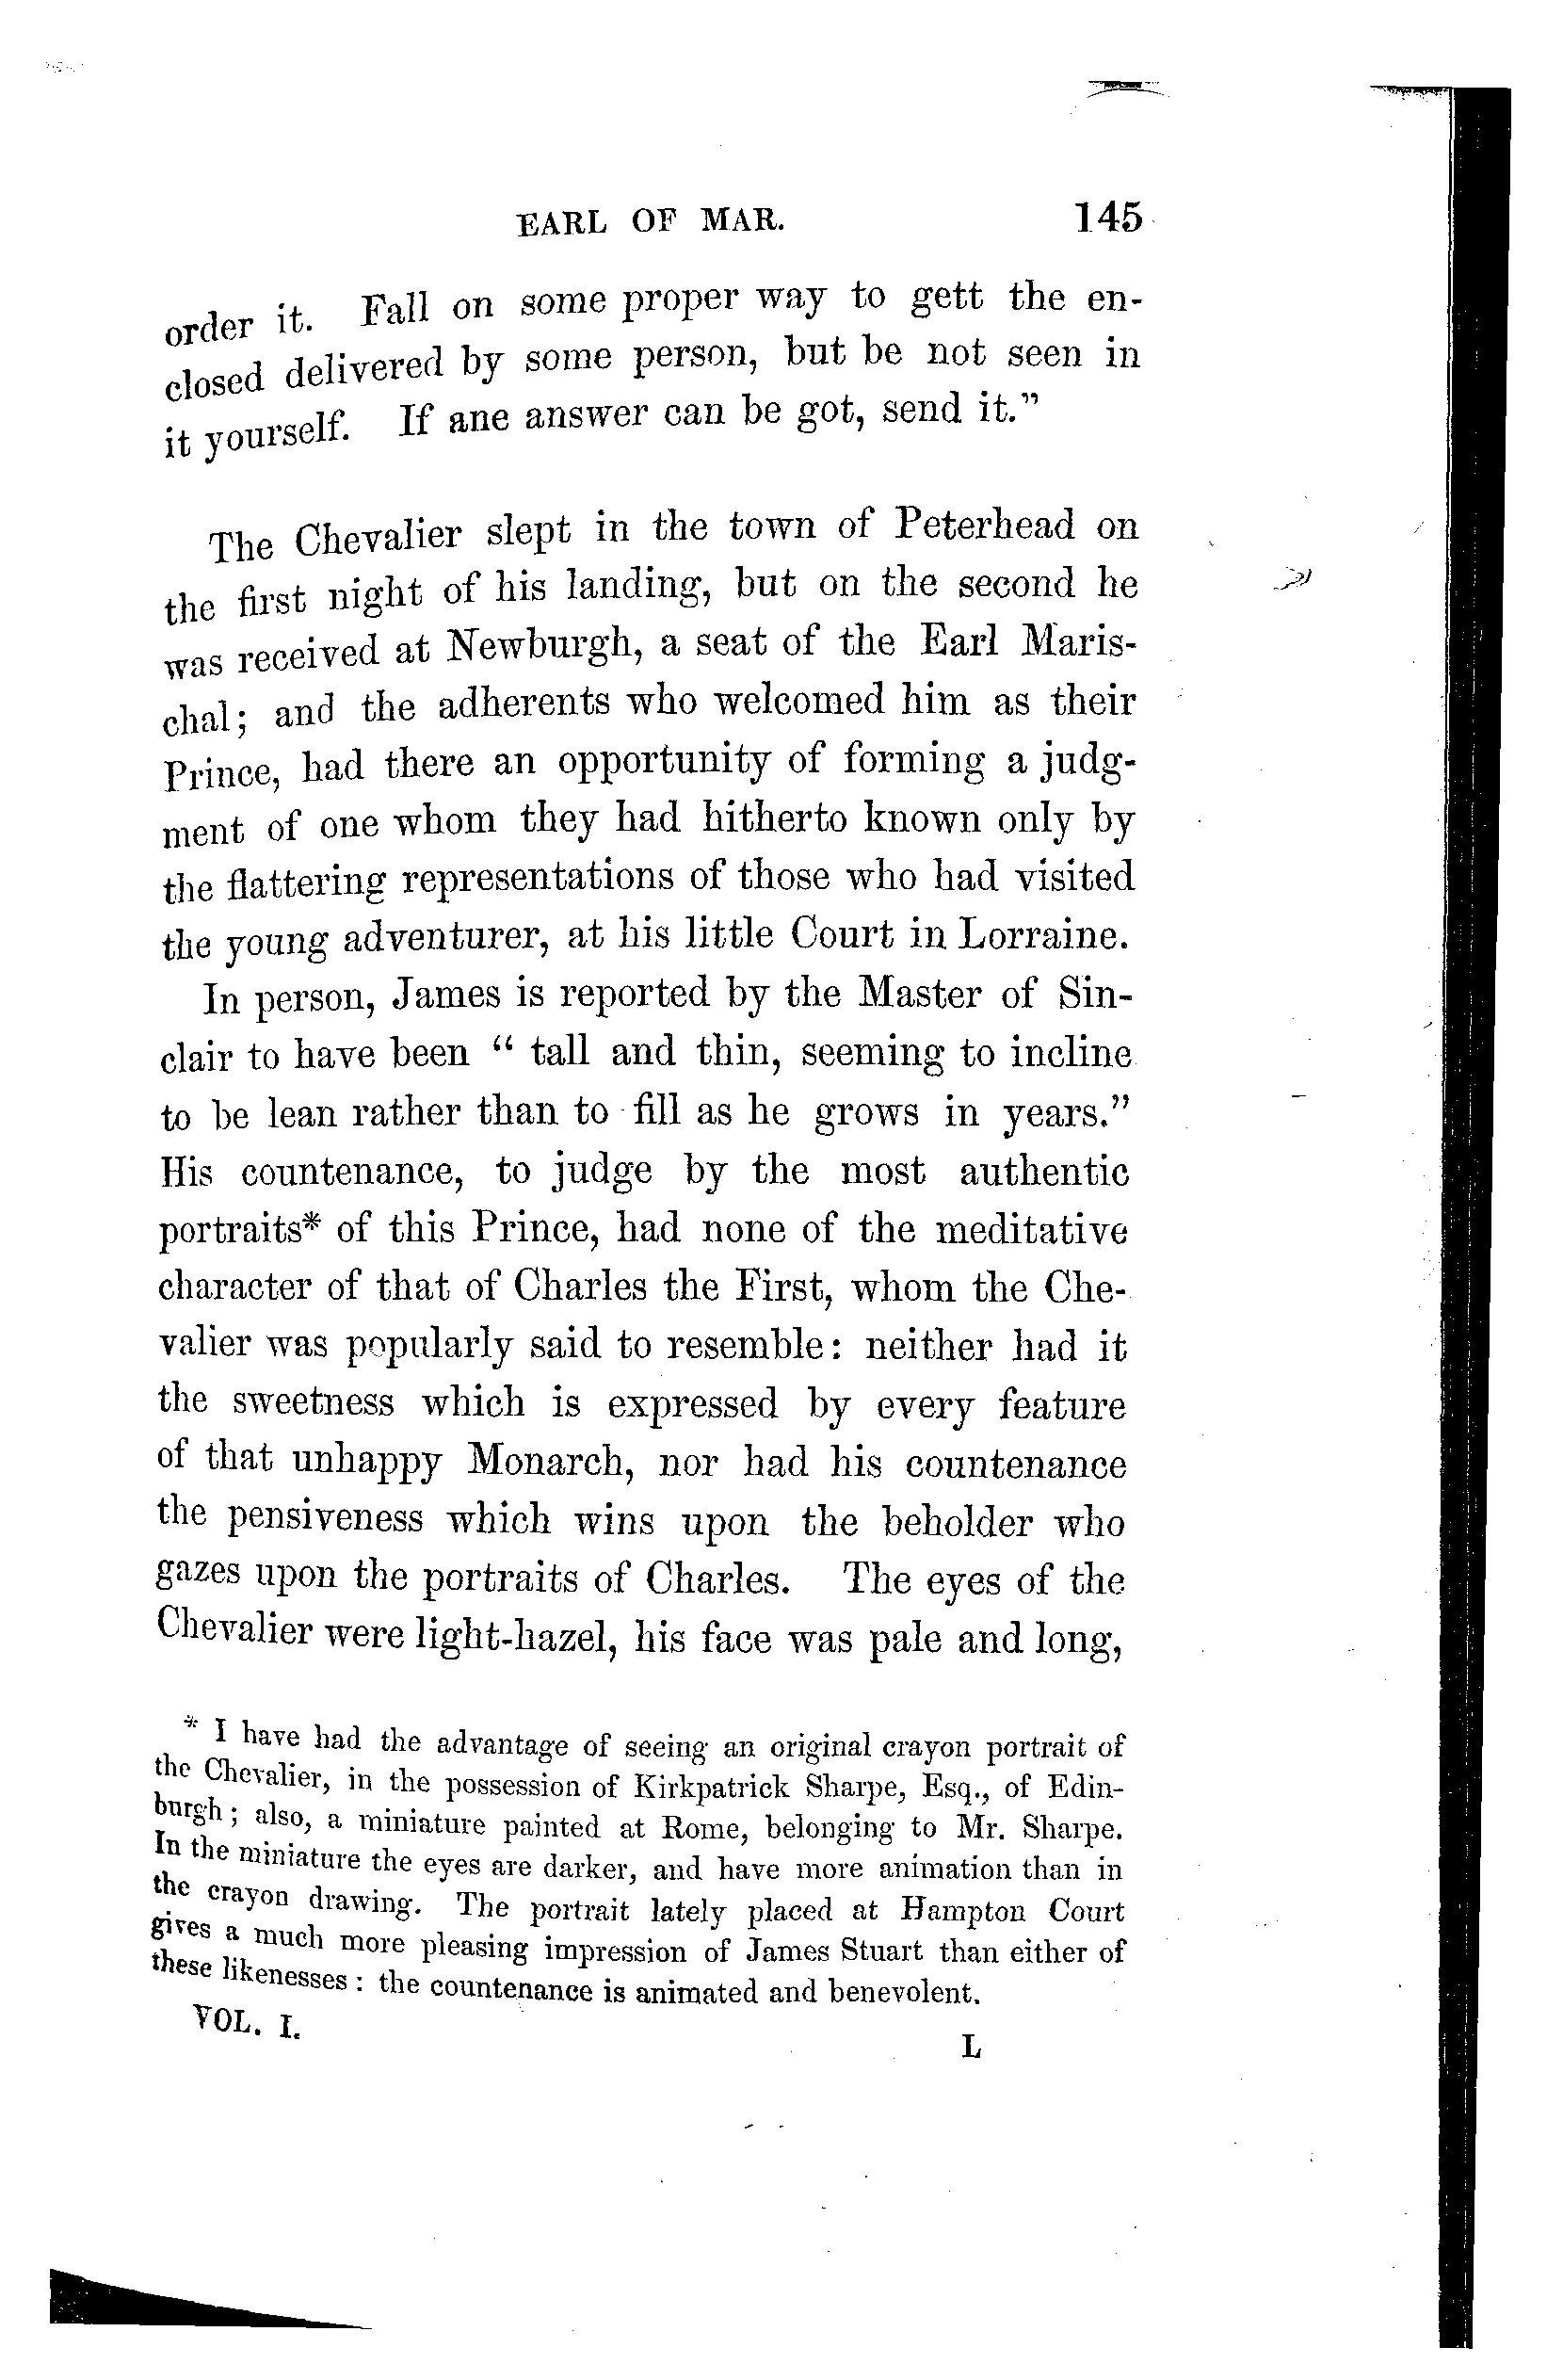 EARL OF MAR. 145
order it. Fall on some proper way to gett the en-
closed delivered by some person, but be not seen in
it yourself. If ane answer can be got, send it.”
The Chevalier slept in the town of Peterhead on
the first night of his landing, but on the second he
was received at Newburgh, a seat of the Earl Maris-
chal; and the adherents who welcomed him as their
Prince, had there an opportunity of forming a judg-
ment of one whom they had hitherto known only by
the flattering representations of those who had visited
the young adventurer, at his little Court in Lorraine.
In person, James is reported by the Master of Sin-
clair to have been “ tall and thin, seeming to incline
to be lean rather than to fill as he grows in years.”
His countenance, to judge by the most authentic
portraits* of this Prince, had none of the meditative
character of that of Charles the First, whom the Che-
valier was popularly said to resemble: neither had it
the sweetness which is expressed by every feature
of that unhappy Monarch, nor had his countenance
the pensiveness which wins upon the beholder who
gazes upon the portraits of Charles. The eyes of the
Chevalier were light-hazel, his face was pale and long,
* I have had the advantage of seeing an original crayon portrait of
the Chevalier, in the possession of Kirkpatrick Sharpe, Esq., of Edin-
burgh; also, a miniature painted at Rome, belonging to Mr. Sharpe.
In the miniature the eyes are darker, and have more animation than in
the crayon drawing. The portrait lately placed at Hampton Court
gives a much more pleasing impression of James Stuart than either of
these likenesses: the countenance is animated and benevolent.
VOL. I.
L